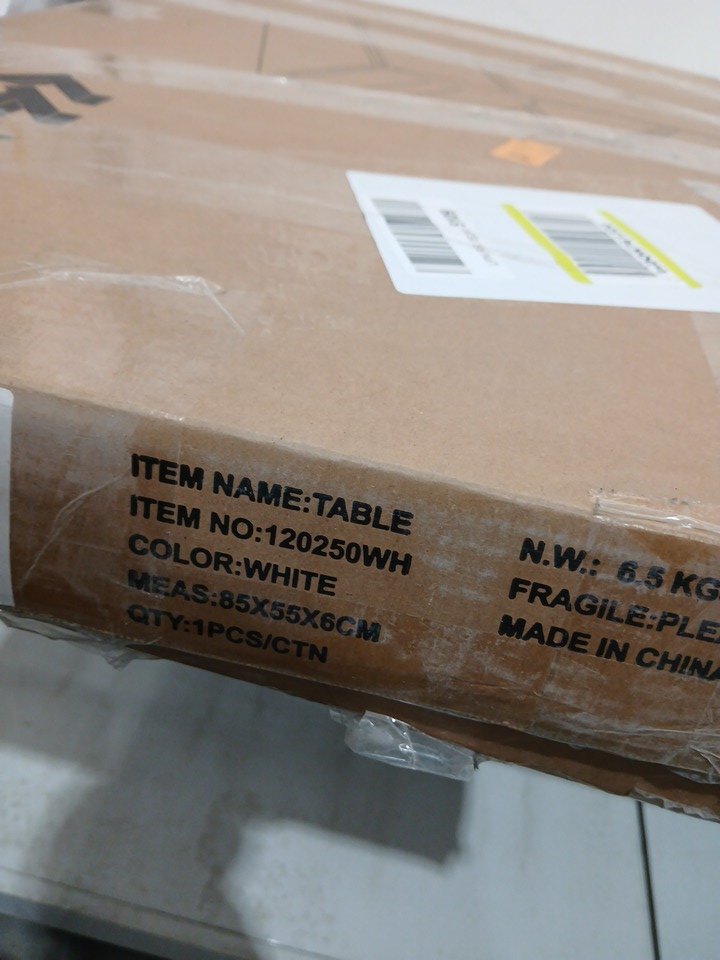 ITEM NAME:TABLE
ITEM NO:120250WH
COLOR:WHITE
MEAS:85X55X6CM
QTY:1PCS/CTN
N.W.: 6.5 KG
FRAGILE:PLE
MADE IN CHINA